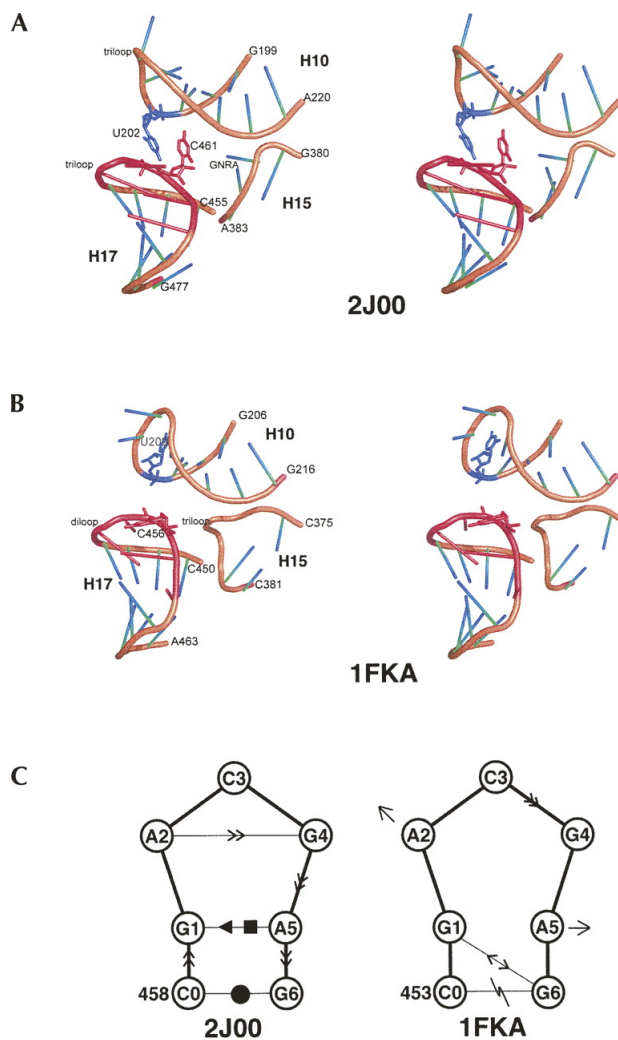 A
triloop
G199
H10
A220
U202
C461
G380
triloop
GNRA
C455
H15
A383
H17
G477
2J00
B
G206
H10
G216
diloop
triloop
C375
C456
C450
H15
H17
C381
A463
1FKA
C
C3
C3
A2
G4
A2
G4
G1
A5
G1
A5
458
C0
G6
453
C0
G6
2J00
1FKA